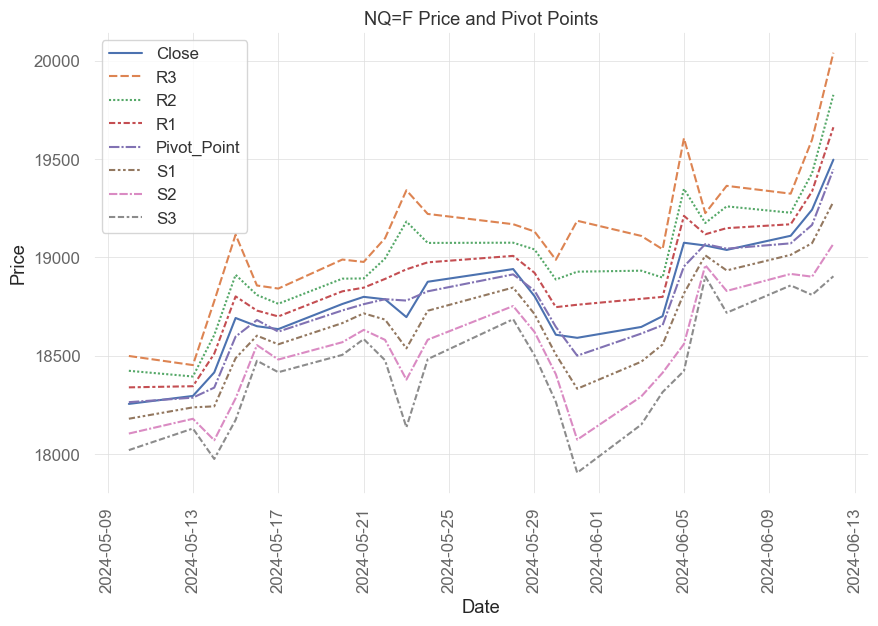 NQ=F Price and Pivot Points
Close
R3
R2
R1
Pivot_Point
S1
S2
S3
20000
19500
19000
18500
18000
Price
2024-05-09
2024-05-13
2024-05-17
2024-05-21
2024-05-25
2024-05-29
2024-06-01
2024-06-05
2024-06-09
2024-06-13
Date